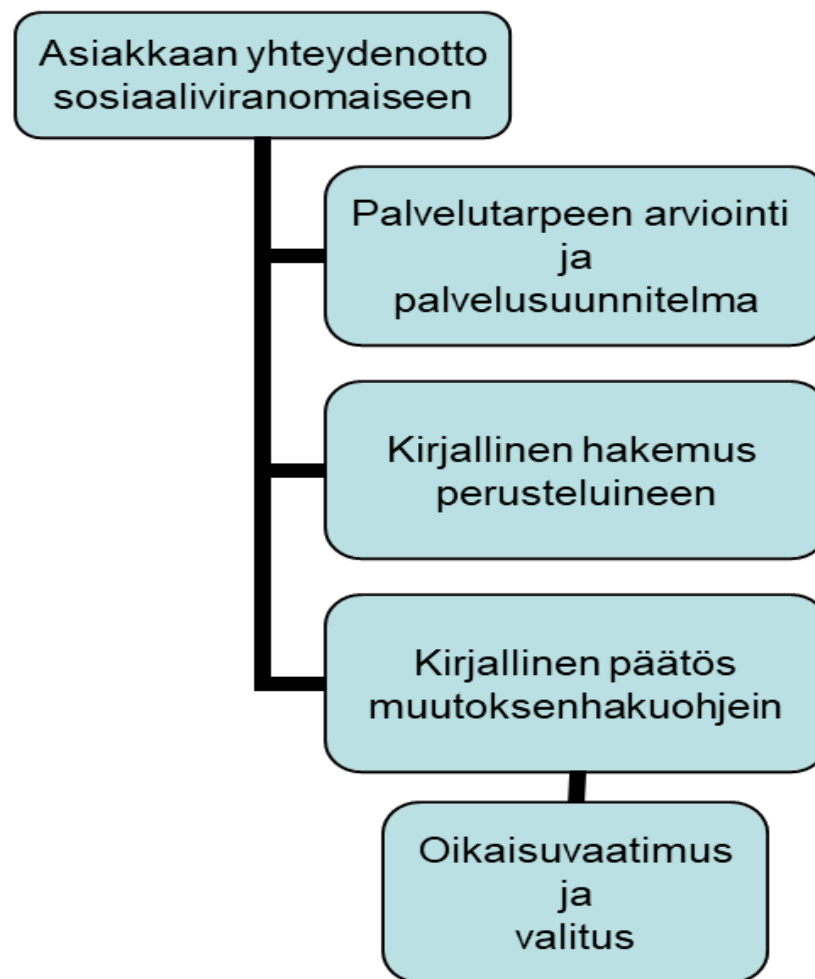 Asiakkaan yhteydenotto
sosiaaliviranomaiseen
Palvelutarpeen arviointi
ja
palvelusuunnitelma
Kirjallinen hakemus
perusteluineen
Kirjallinen päätös
muutoksenhakuohjein
Oikaisuvaatimus
ja
valitus